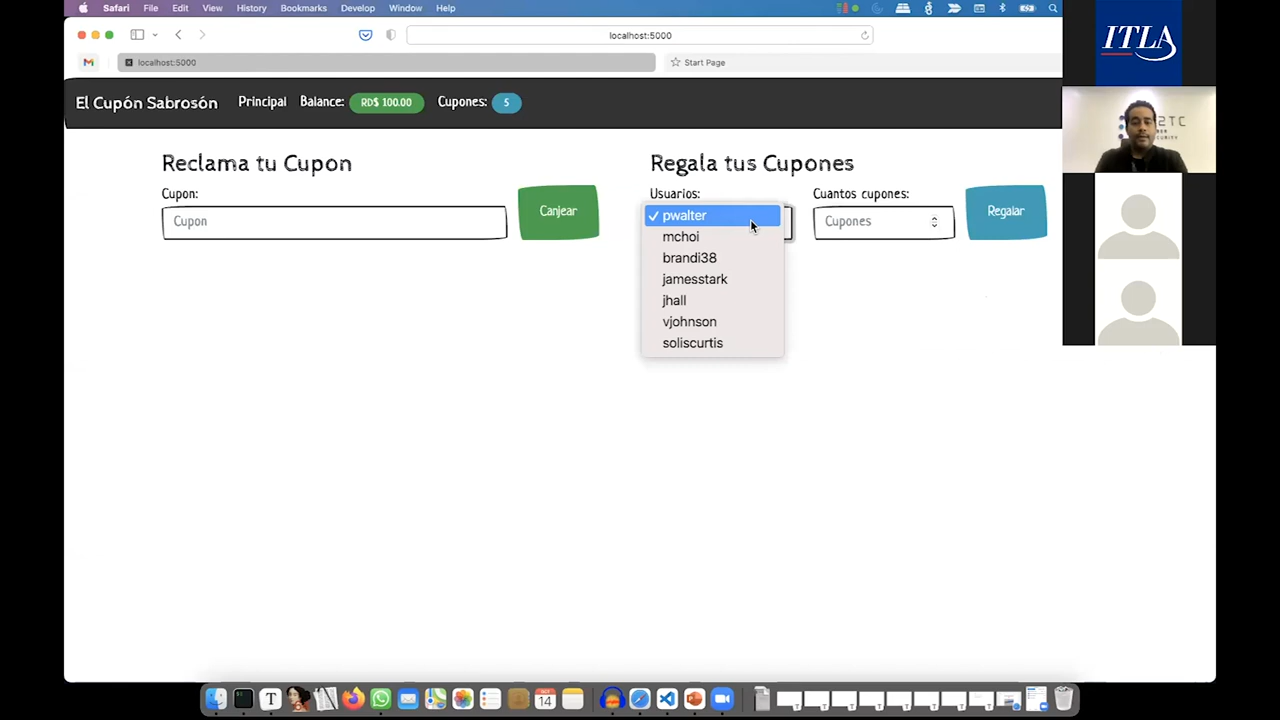 Safari File Edit View History Bookmarks Develop Window Help
localhost:5000
localhost:5000
Start Page
El Cupón Sabrosón Principal Balance: RD$ 100.00 Cupones: 5
Reclama tu Cupon
Cupon:
Cupon
Canjear
Regala tus Cupones
Usuarios:
✓ pwalter
mchoi
brandi38
jamesstark
jhall
vjohnson
soliscurtis
Cuantos cupones:
Cupones
Regalar
ITLA
2TC
14